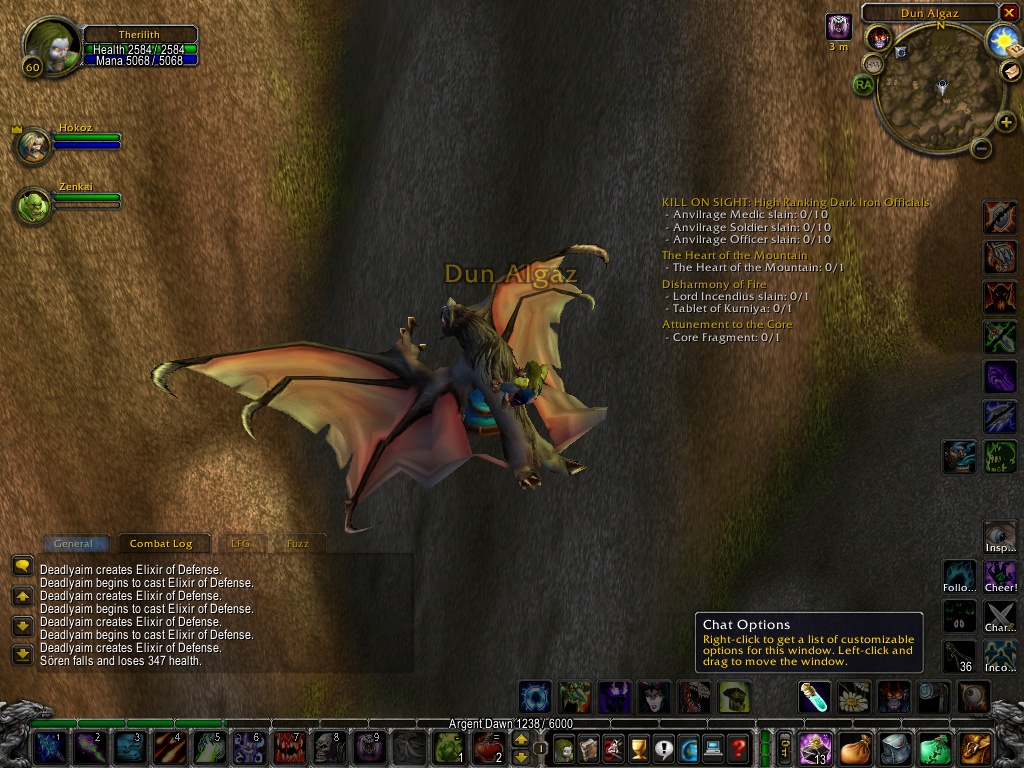 Therilith
Health 2584 / 2584
Mana 5068 / 5068
60
Hokoz
Zenkai
3 m
Dun Algaz
N
RA
KILL ON SIGHT: High Ranking Dark Iron Officials
- Anvilrage Medic slain: 0/10
- Anvilrage Soldier slain: 0/10
- Anvilrage Officer slain: 0/10
The Heart of the Mountain
- The Heart of the Mountain: 0/1
Disharmony of Fire
- Lord Incendius slain: 0/1
- Tablet of Kurniya: 0/1
Attunement to the Core
- Core Fragment: 0/1
Dun Algaz
General
Combat Log
LFG
Fuzz
Deadlyaim creates Elixir of Defense.
Deadlyaim begins to cast Elixir of Defense.
Deadlyaim creates Elixir of Defense.
Deadlyaim begins to cast Elixir of Defense.
Deadlyaim creates Elixir of Defense.
Deadlyaim begins to cast Elixir of Defense.
Deadlyaim creates Elixir of Defense.
Sören falls and loses 347 health.
Insp...
Follo...
Cheer!
Char...
36
Inco...
Chat Options
Right-click to get a list of customizable
options for this window. Left-click and
drag to move the window.
Argent Dawn 1238 / 6000
1
2
3
4
5
6
7
8
9
1
=
2
1
13